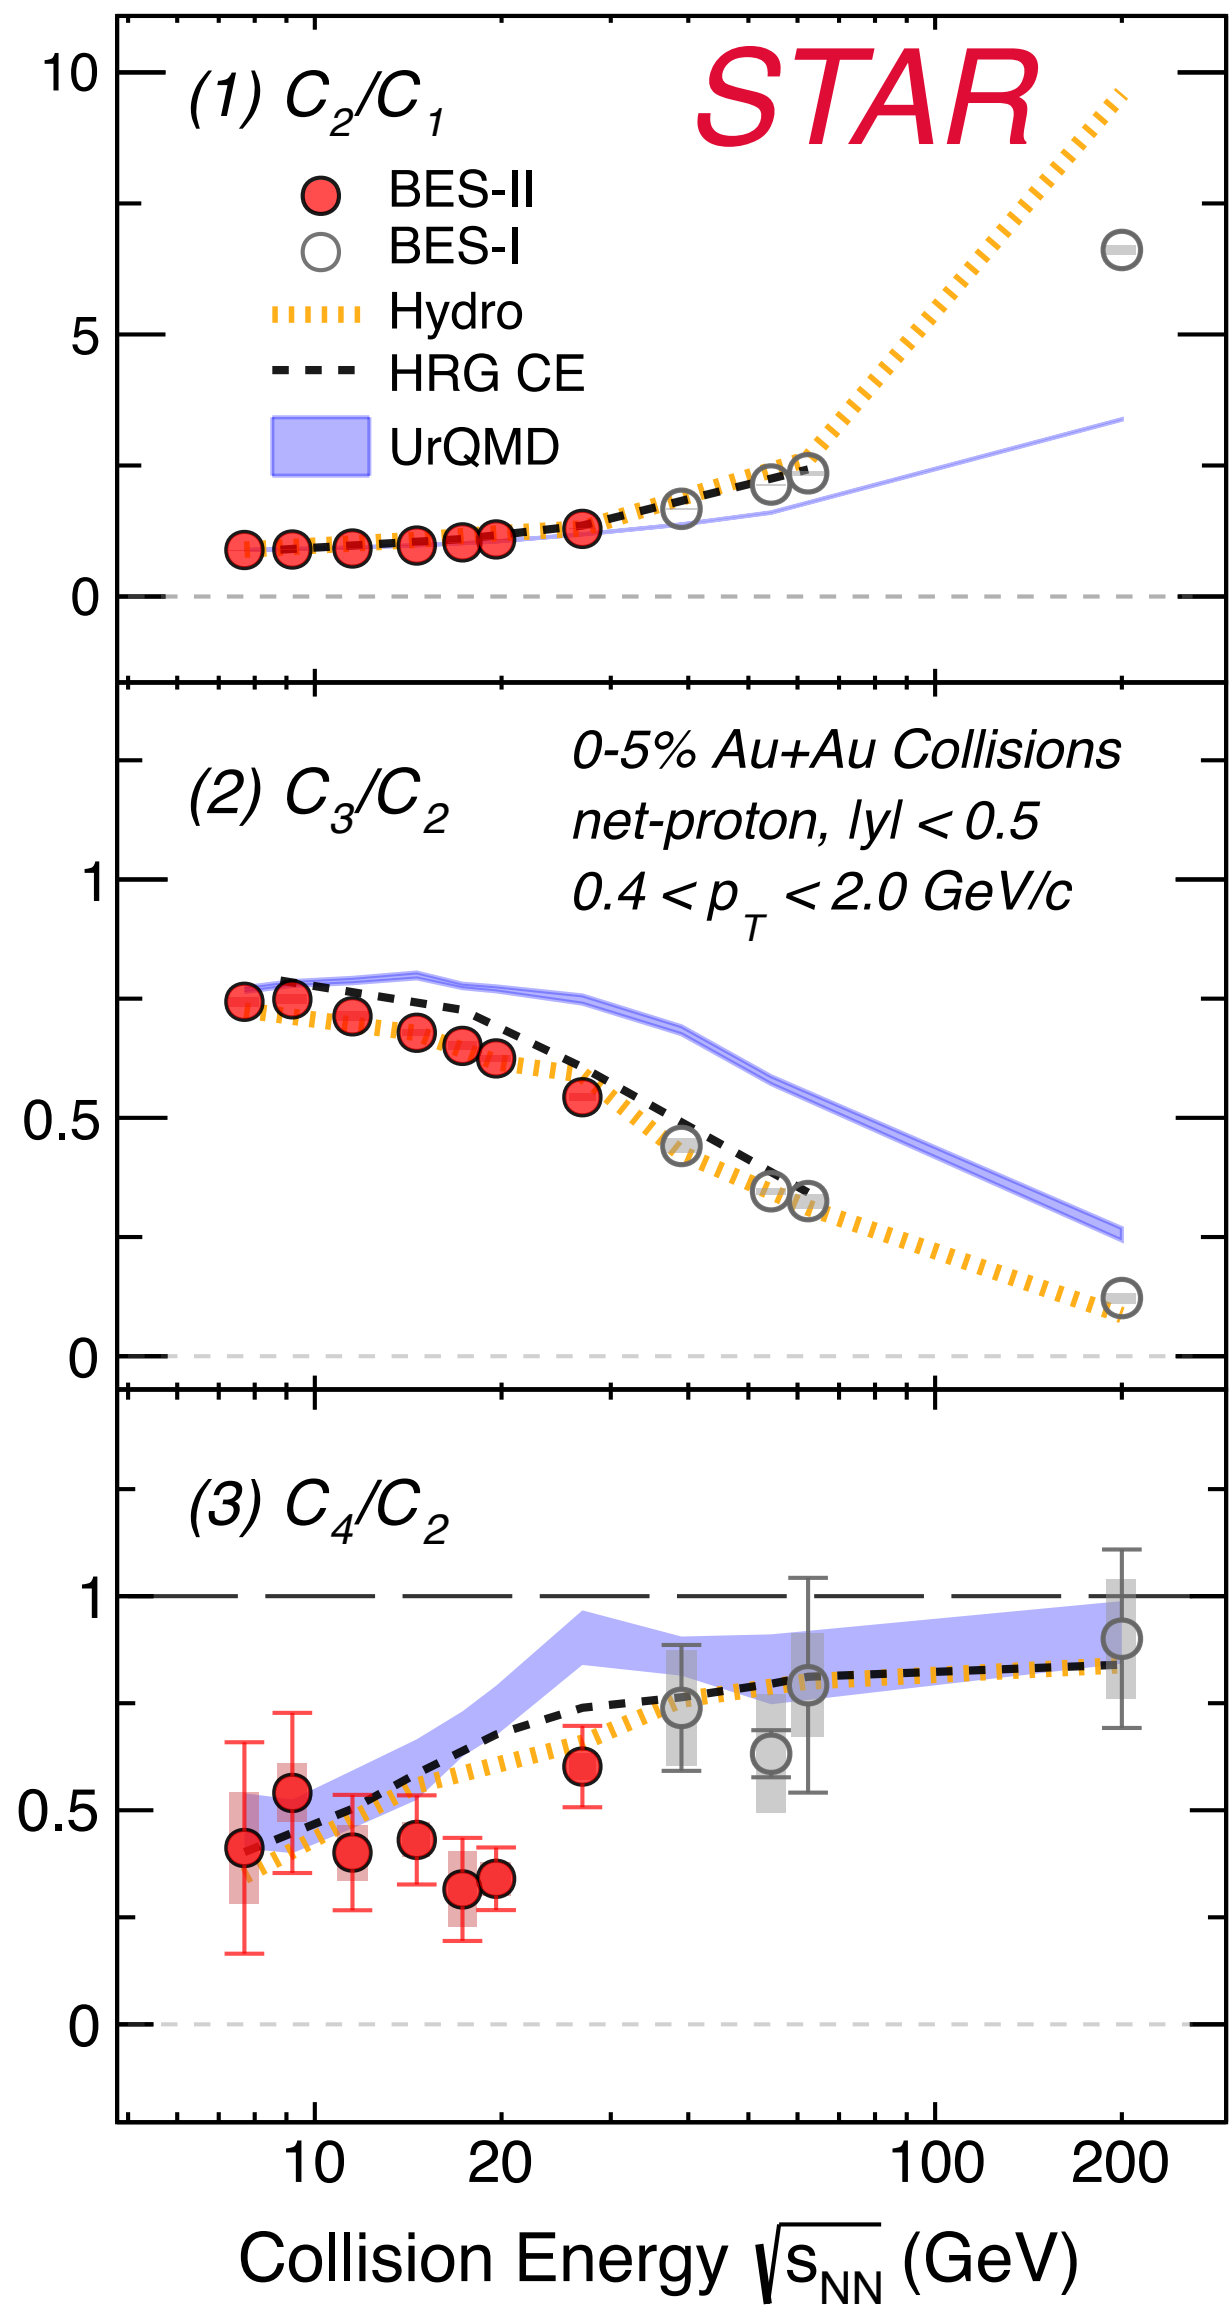 STAR
(1) C2/C1
BES-II
BES-I
Hydro
HRG CE
UrQMD
10
5
0
(2) C3/C2
0-5% Au+Au Collisions
net-proton, lyl < 0.5
0.4 < pT < 2.0 GeV/c
1
0.5
0
(3) C4/C2
1
0.5
0
10 20 100 200
Collision Energy √sNN (GeV)